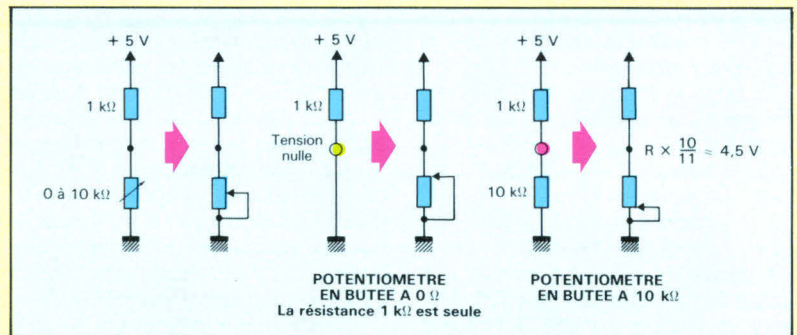 + 5 V
1 kΩ
0 à 10 kΩ
+ 5 V
1 kΩ
Tension
nulle
POTENTIOMETRE
EN BUTEE A 0 Ω
La résistance 1 kΩ est seule
+ 5 V
1 kΩ
10 kΩ
R × 10/11 = 4,5 V
POTENTIOMETRE
EN BUTEE A 10 kΩ